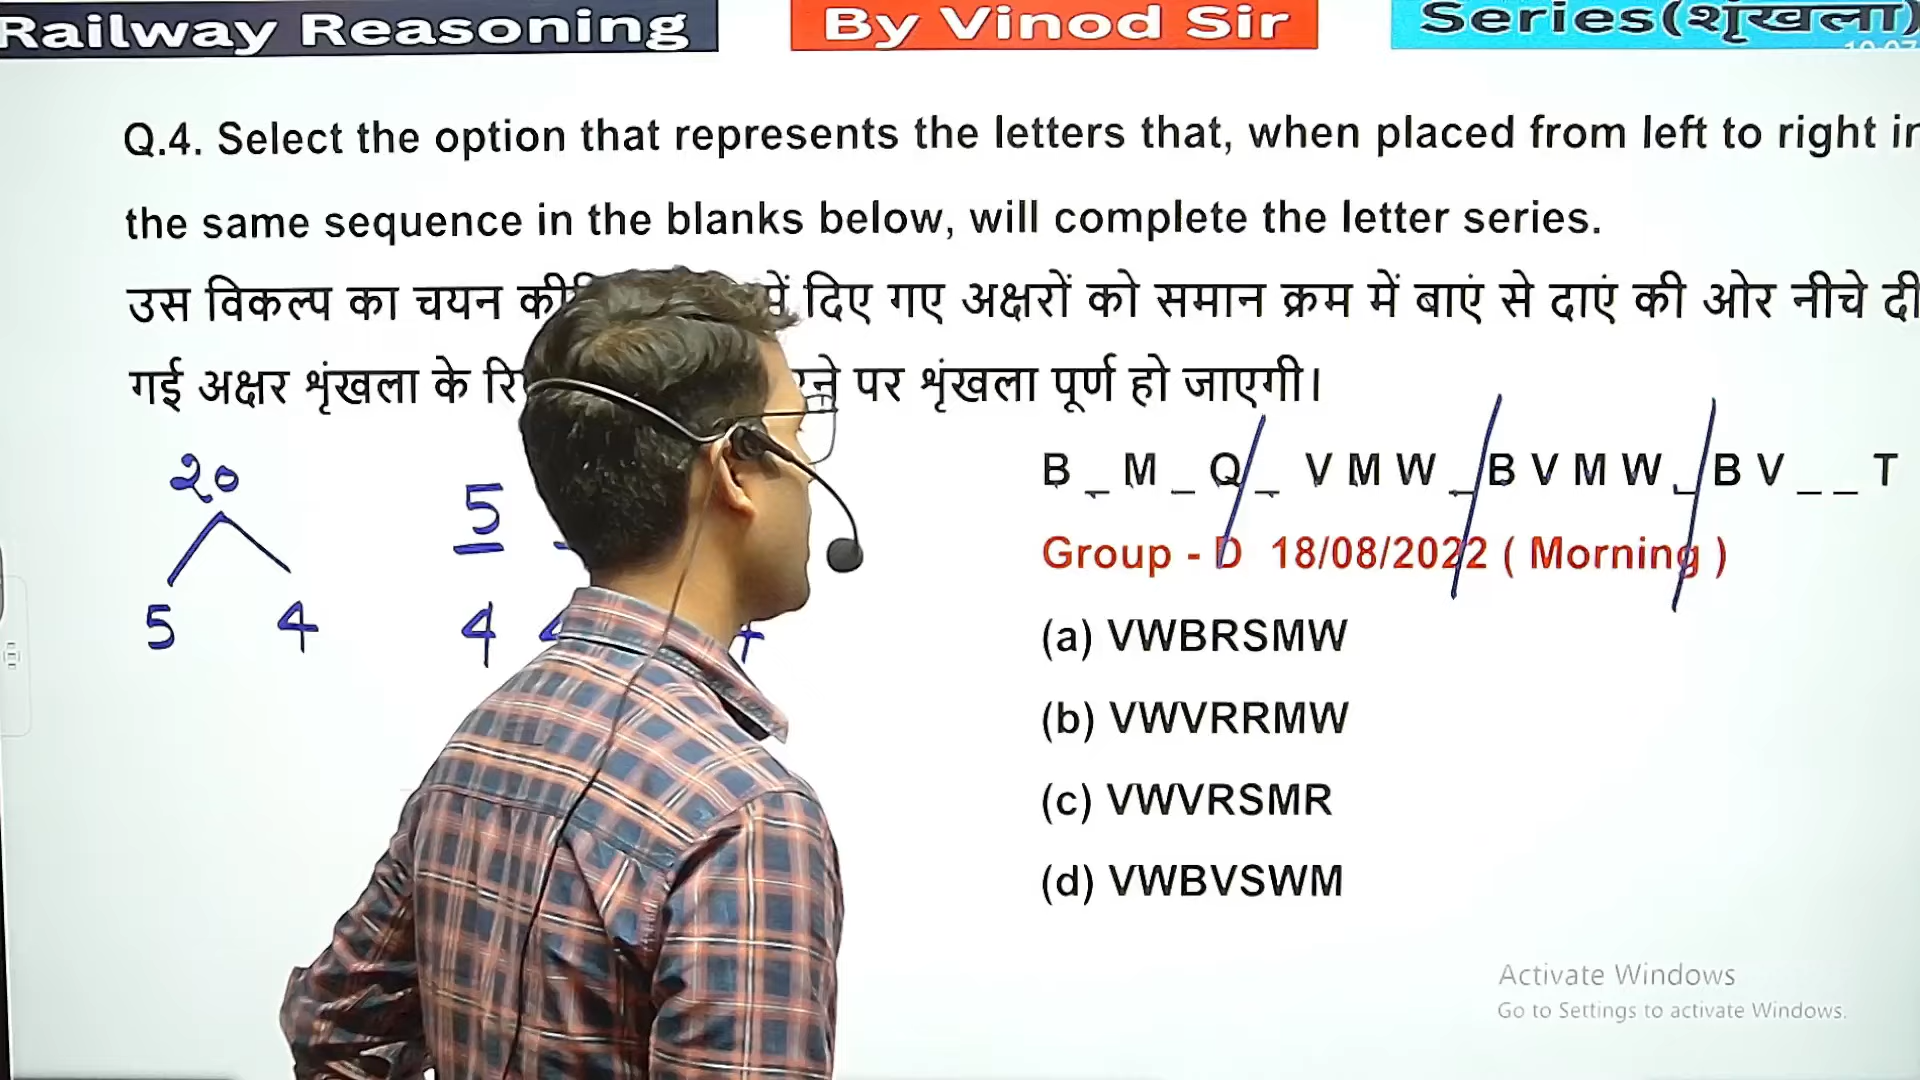 Railway Reasoning
By Vinod Sir
Series(शृंखला)
Q.4. Select the option that represents the letters that, when placed from left to right in
the same sequence in the blanks below, will complete the letter series.
उस विकल्प का चयन में दिए गए अक्षरों को समान क्रम में बाएं से दाएं की ओर नीचे दी
गई अक्षर शृंखला के पर शृंखला पूर्ण हो जाएगी।
B _ M _ Q _ V M W _ B V M W _ B V _ _ T
20
5
Group - D 18/08/2022 ( Morning )
5 4
4
(a) VWBRSMW
(b) VWVRRMW
(c) VWVRSMR
(d) VWBVSWM
Activate Windows
Go to Settings to activate Windows.